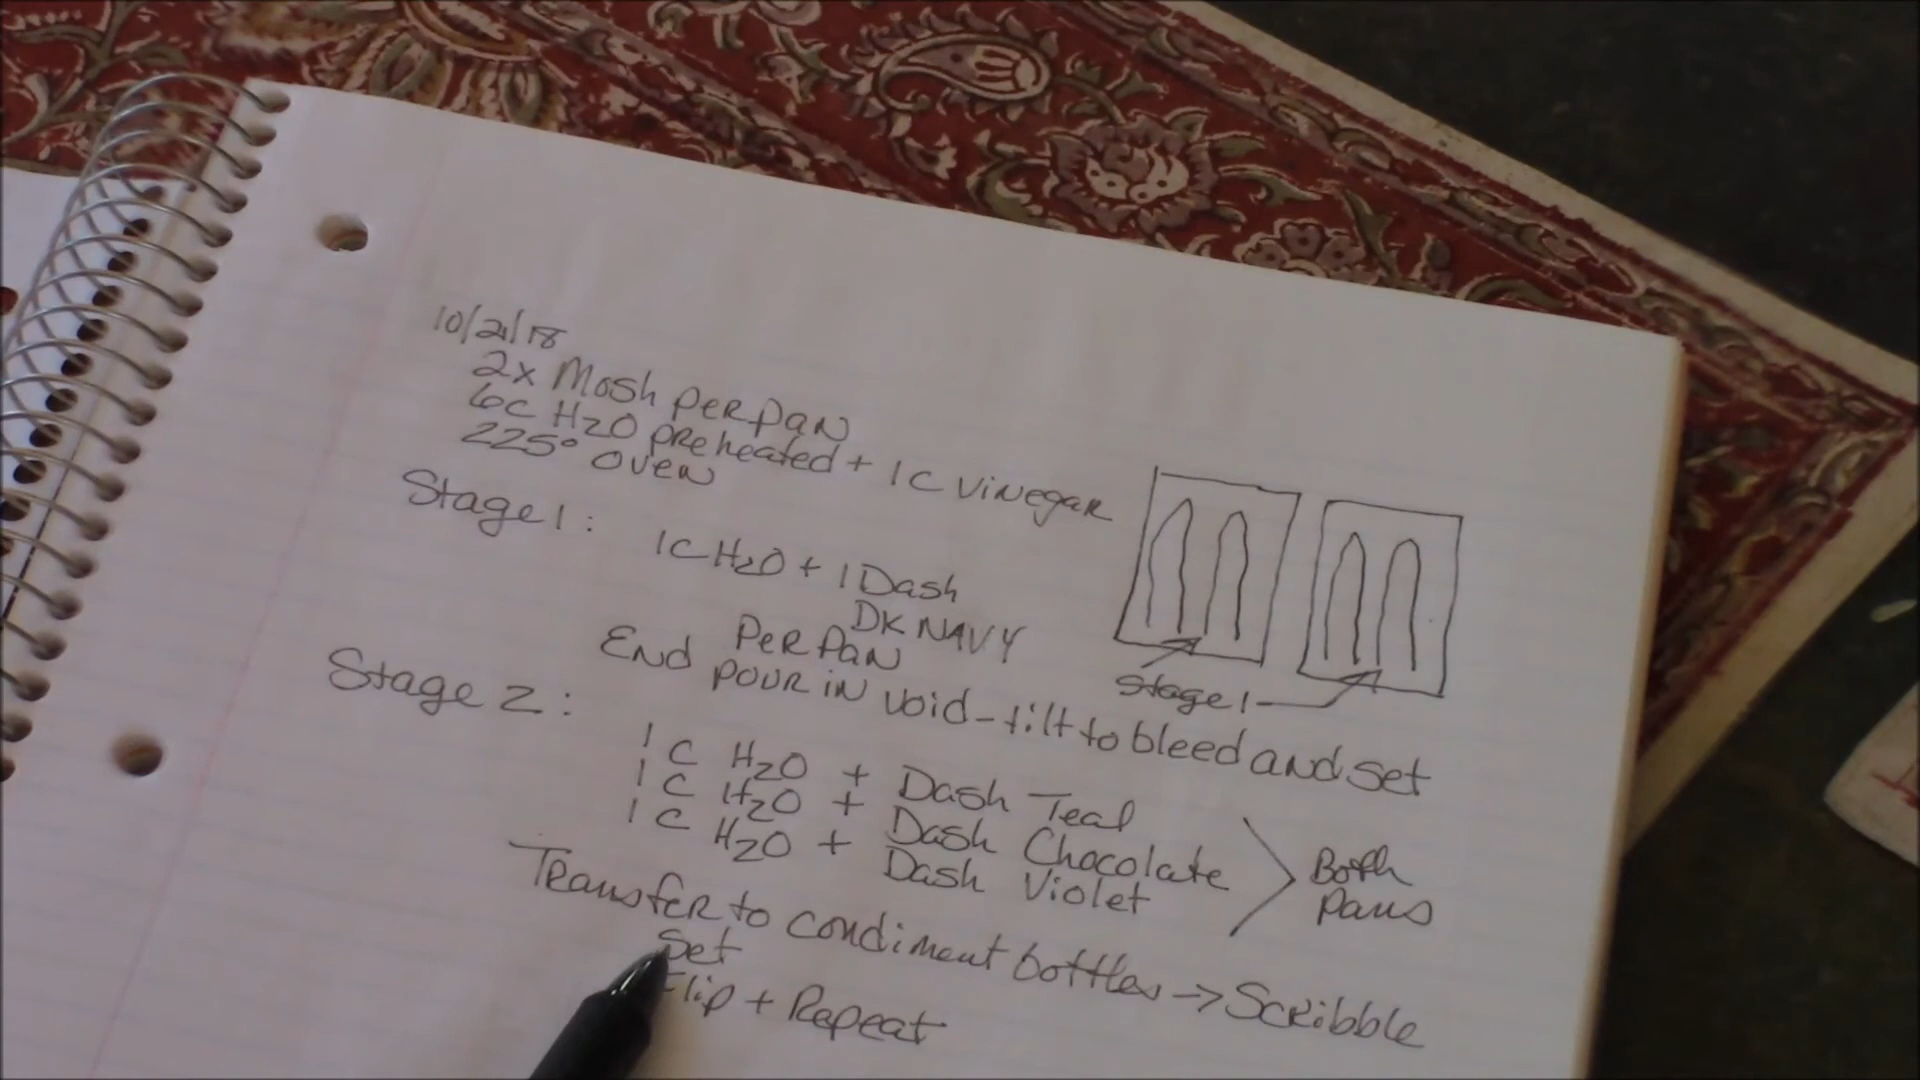 10/21/18
2x Mosh PER PAN
6C H2O preheated + 1C Vinegar
225° OVEN
Stage 1:
1C H2O + 1 Dash
DK NAVY
PER PAN
End POUR IN void - tilt to bleed and set
Stage 1
Stage 2:
1C H2O + Dash Teal
1C H2O + Dash Chocolate
1C H2O + Dash Violet
Both
Pans
Transfer to condiment bottles → Scribble
Set
Flip + Repeat